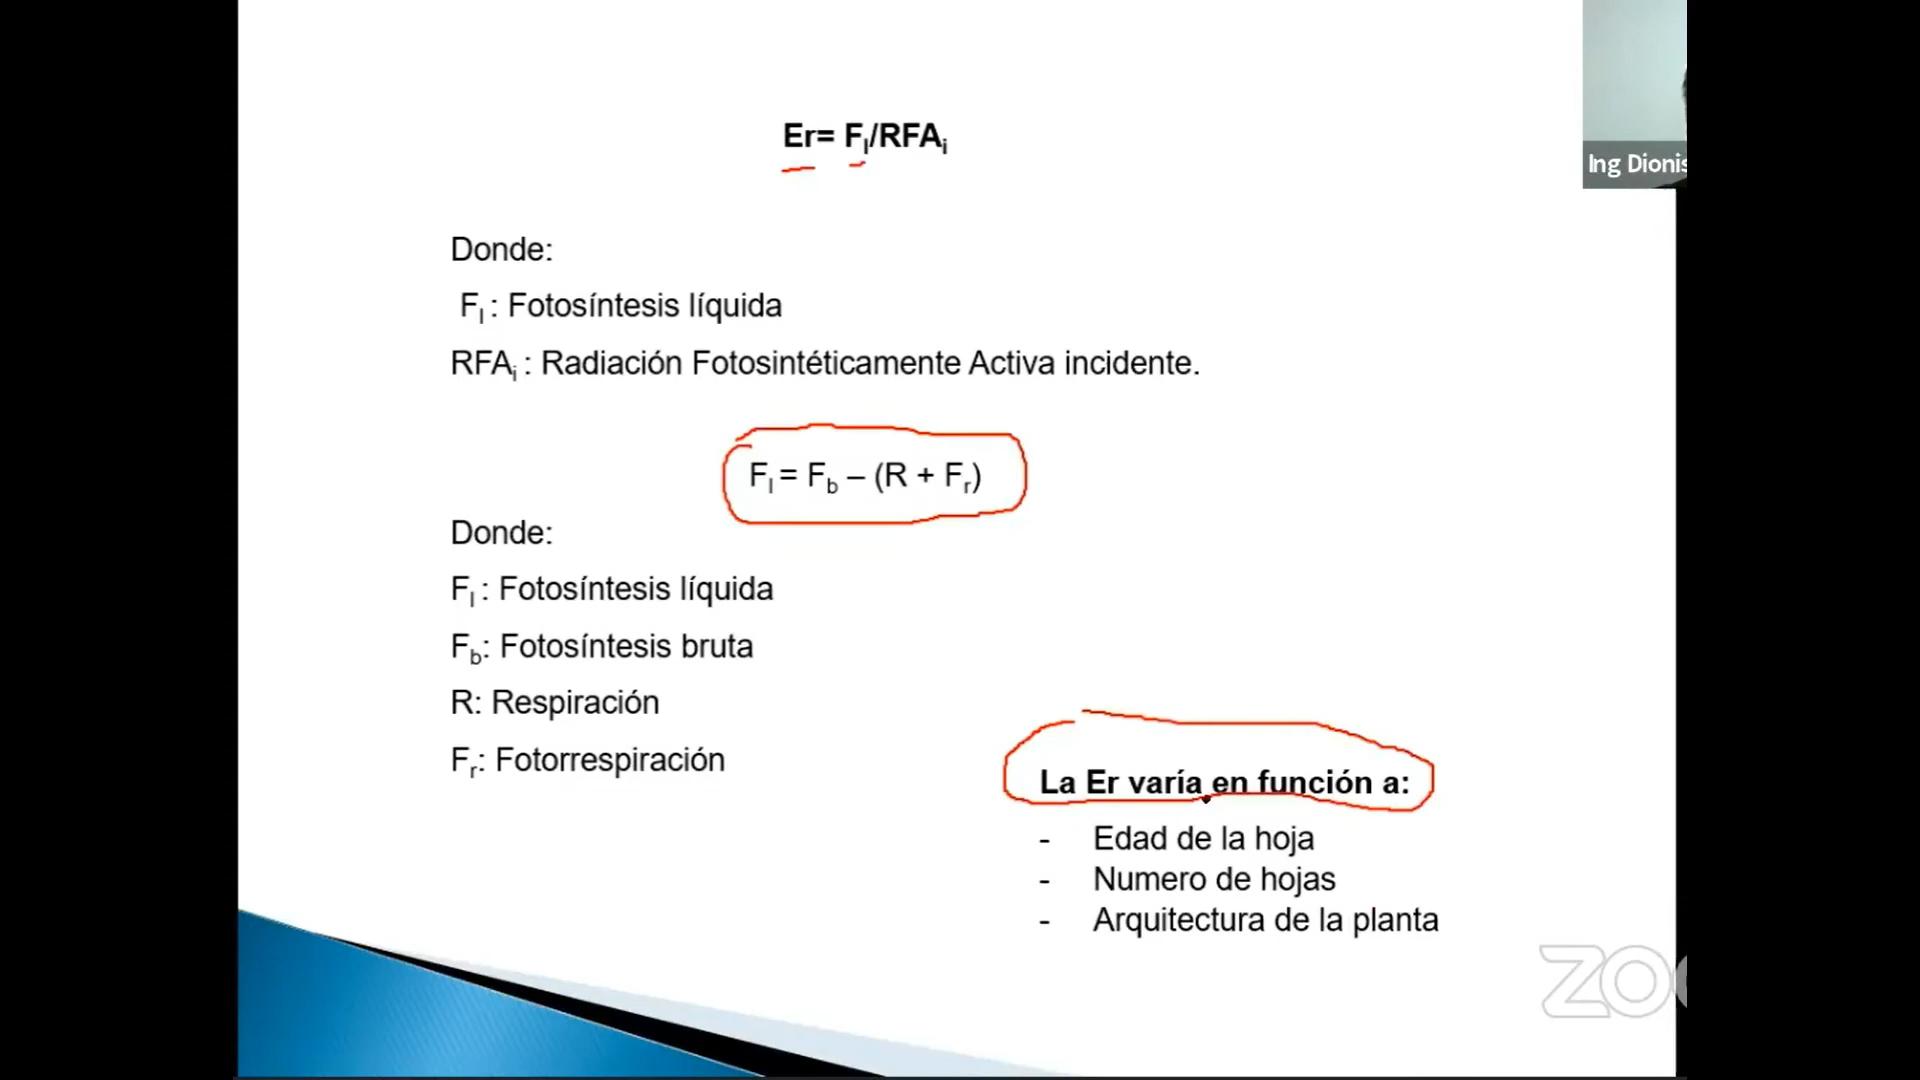 Er= Fl/RFAi
Ing Dionis
Donde:
Fl : Fotosíntesis líquida
RFAi : Radiación Fotosintéticamente Activa incidente.
Fl = Fb – (R + Fr)
Donde:
Fl : Fotosíntesis líquida
Fb: Fotosíntesis bruta
R: Respiración
Fr: Fotorrespiración
La Er varía en función a:
- Edad de la hoja
- Numero de hojas
- Arquitectura de la planta
ZO